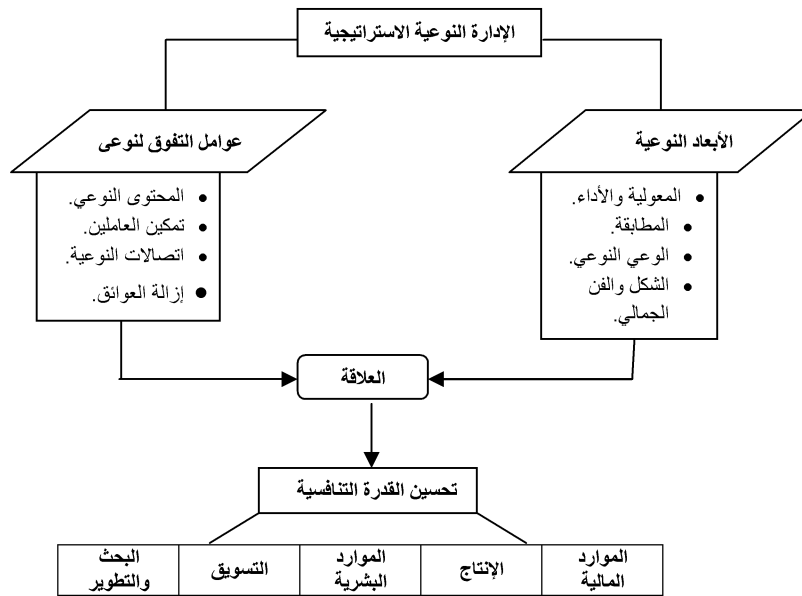 الإدارة النوعية الاستراتيجية
الأبعاد النوعية
• المعولية والأداء.
• المطابقة.
• الوعي النوعي.
• الشكل والفن
الجمالي.
عوامل التفوق لنوعى
• المحتوى النوعي.
• تمكين العاملين.
• اتصالات النوعية.
• إزالة العوائق.
العلاقة
تحسين القدرة التنافسية
الموارد
المالية
الإنتاج
الموارد
البشرية
التسويق
البحث
والتطوير